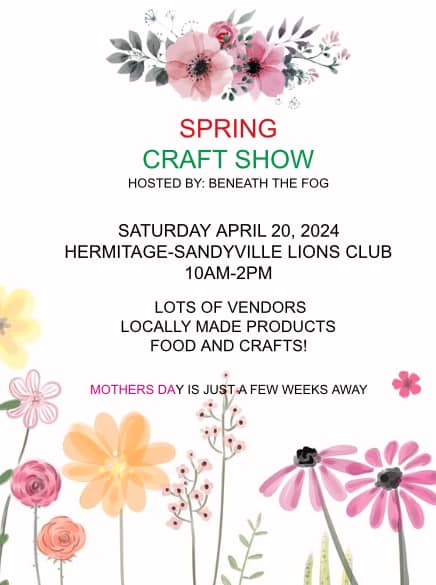 SPRING
CRAFT SHOW
HOSTED BY: BENEATH THE FOG
SATURDAY APRIL 20, 2024
HERMITAGE-SANDYVILLE LIONS CLUB
10AM-2PM
LOTS OF VENDORS
LOCALLY MADE PRODUCTS
FOOD AND CRAFTS!
MOTHERS DAY IS JUST A FEW WEEKS AWAY